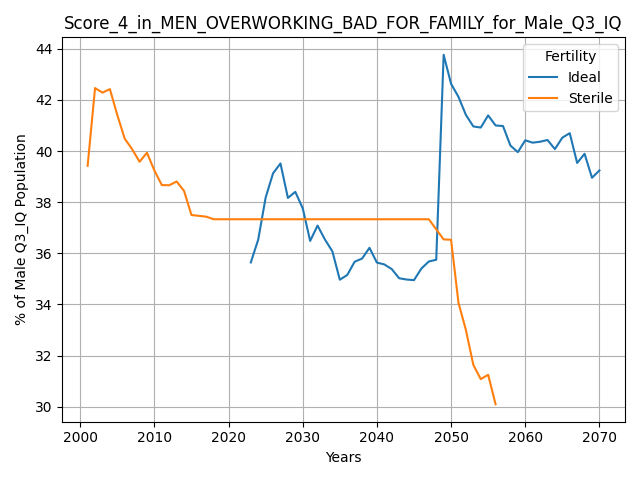 Score_4_in_MEN_OVERWORKING_BAD_FOR_FAMILY_for_Male_Q3_IQ
% of Male Q3_IQ Population
44
42
40
38
36
34
32
30
Fertility
Ideal
Sterile
2000 2010 2020 2030 2040 2050 2060 2070
Years